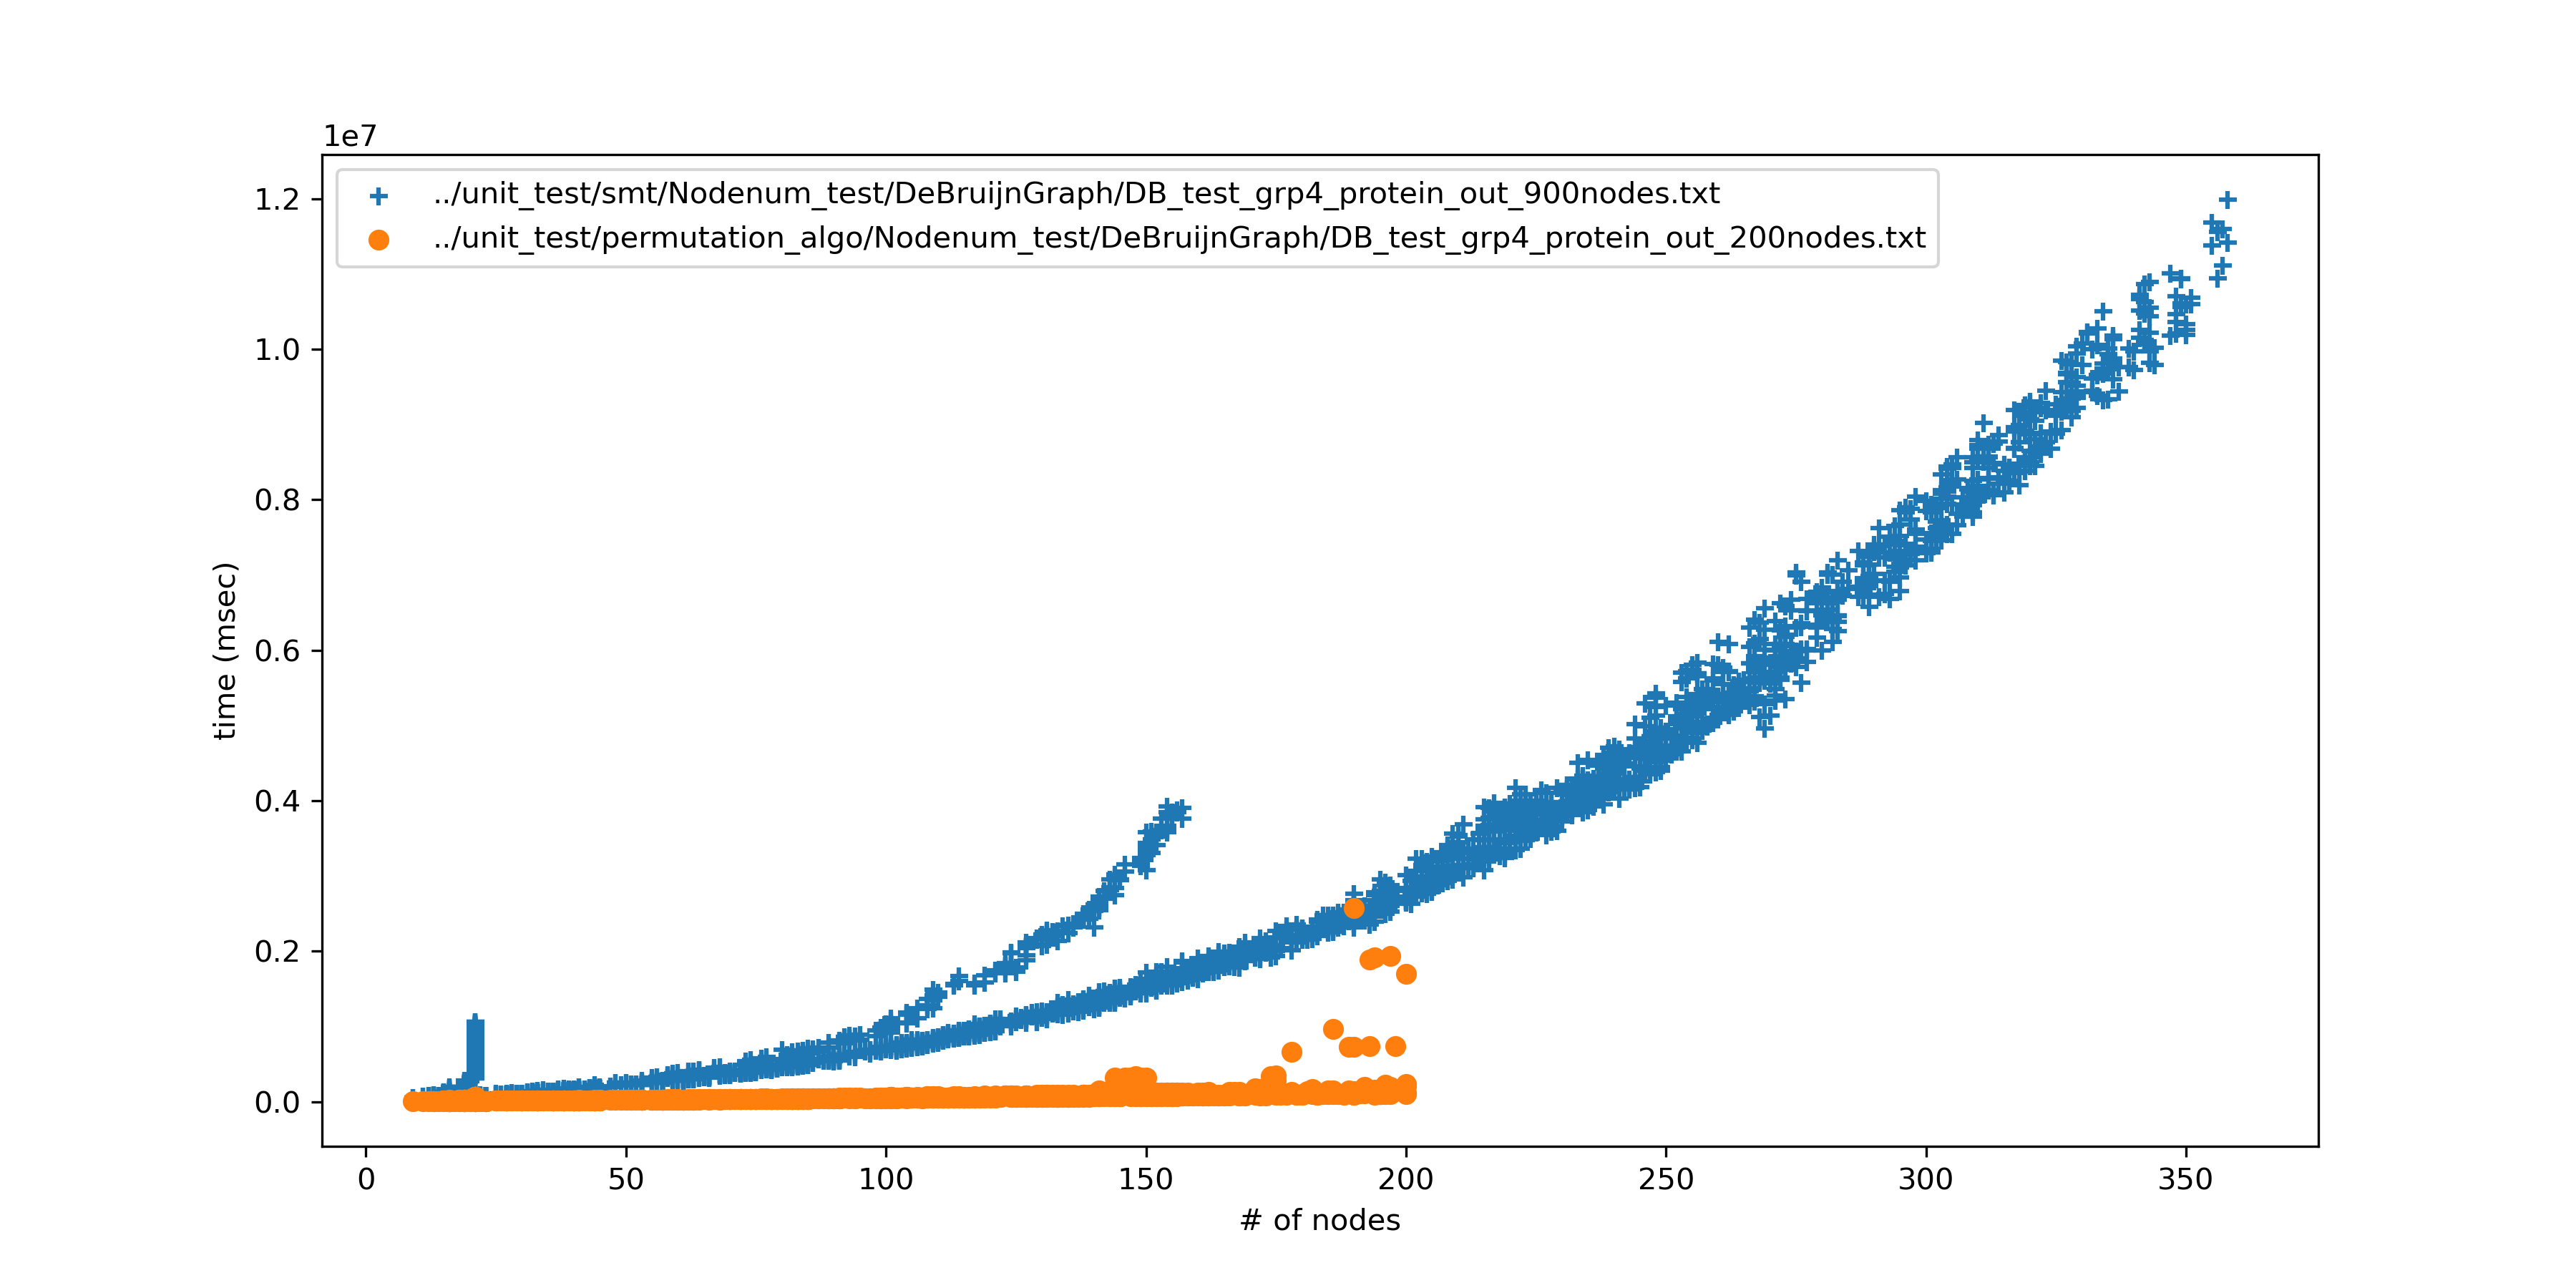 1e7
../unit_test/smt/Nodenum_test/DeBruijnGraph/DB_test_grp4_protein_out_900nodes.txt
../unit_test/permutation_algo/Nodenum_test/DeBruijnGraph/DB_test_grp4_protein_out_200nodes.txt
1.2
1.0
0.8
0.6
0.4
0.2
0.0
time (msec)
0 50 100 150 200 250 300 350
# of nodes